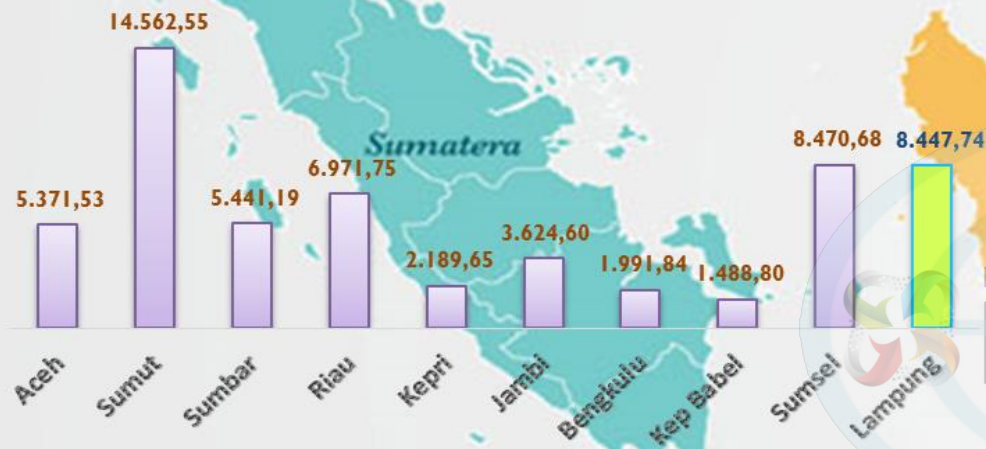 14.562,55
Sumatera
8.470,68 8.447,74
6.971,75
5.371,53
5.441,19
3.624,60
2.189,65
1.991,84
1.488,80
Aceh
Sumut
Sumbar
Riau
Kepri
Jambi
Bengkulu
Kep Babel
Sumsel
Lampung